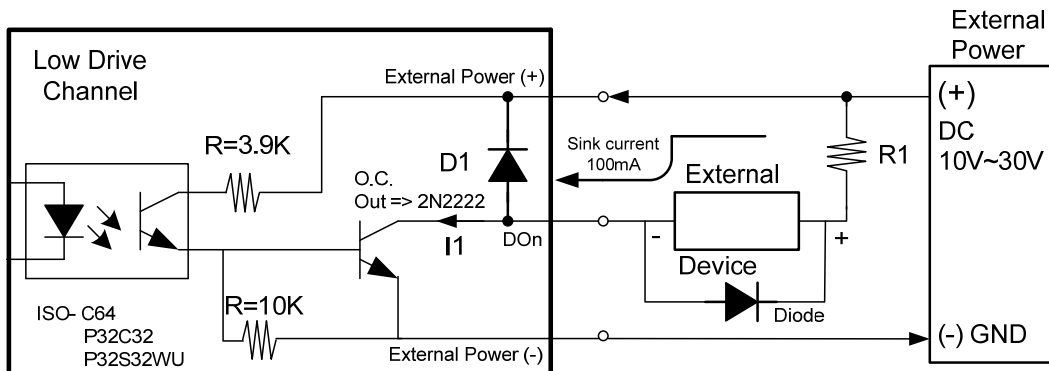 External
Power
Low Drive
Channel
External Power (+)
(+)
DC
10V~30V
R=3.9K
D1
Sink current
100mA
R1
O.C.
Out => 2N2222
External
I1
DOn
-
+
Device
Diode
R=10K
ISO- C64
P32C32
P32S32WU
External Power (-)
(-) GND